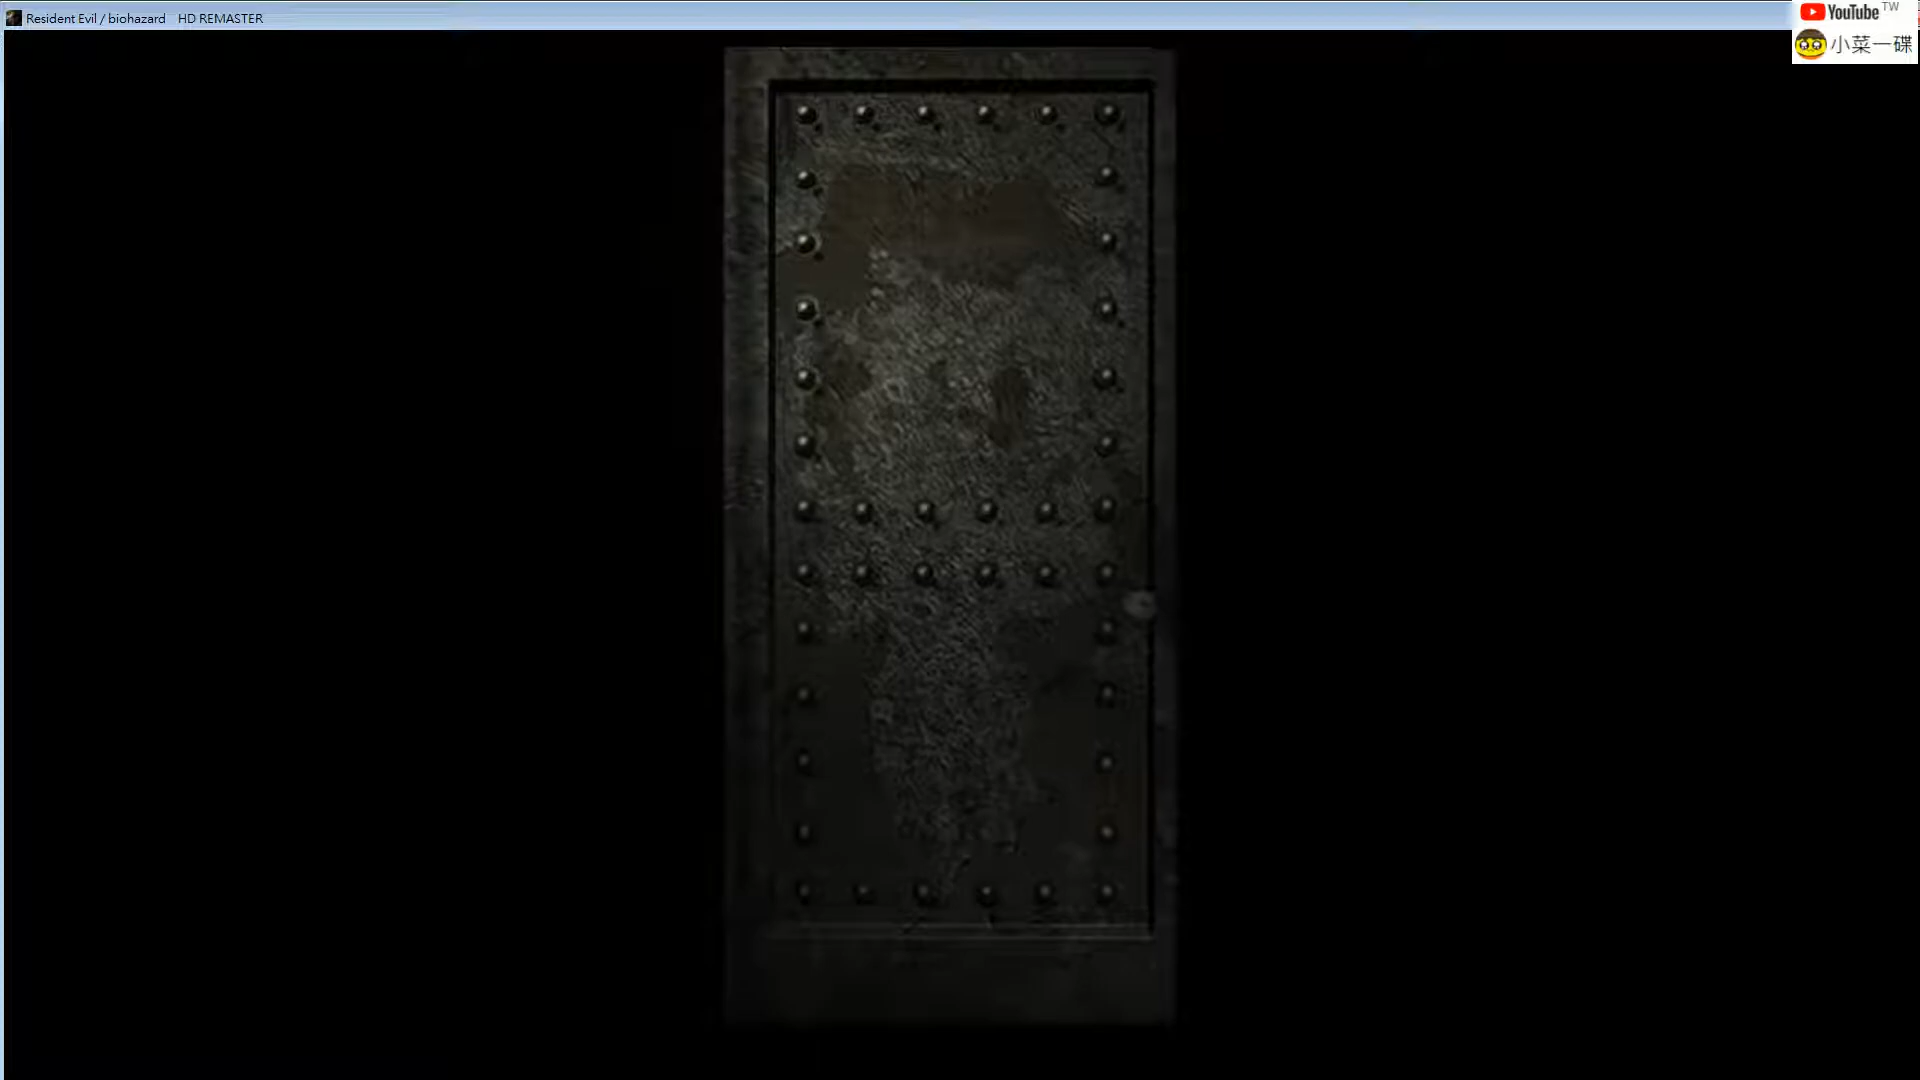 Resident Evil / biohazard HD REMASTER
YouTube TW
小菜一碟